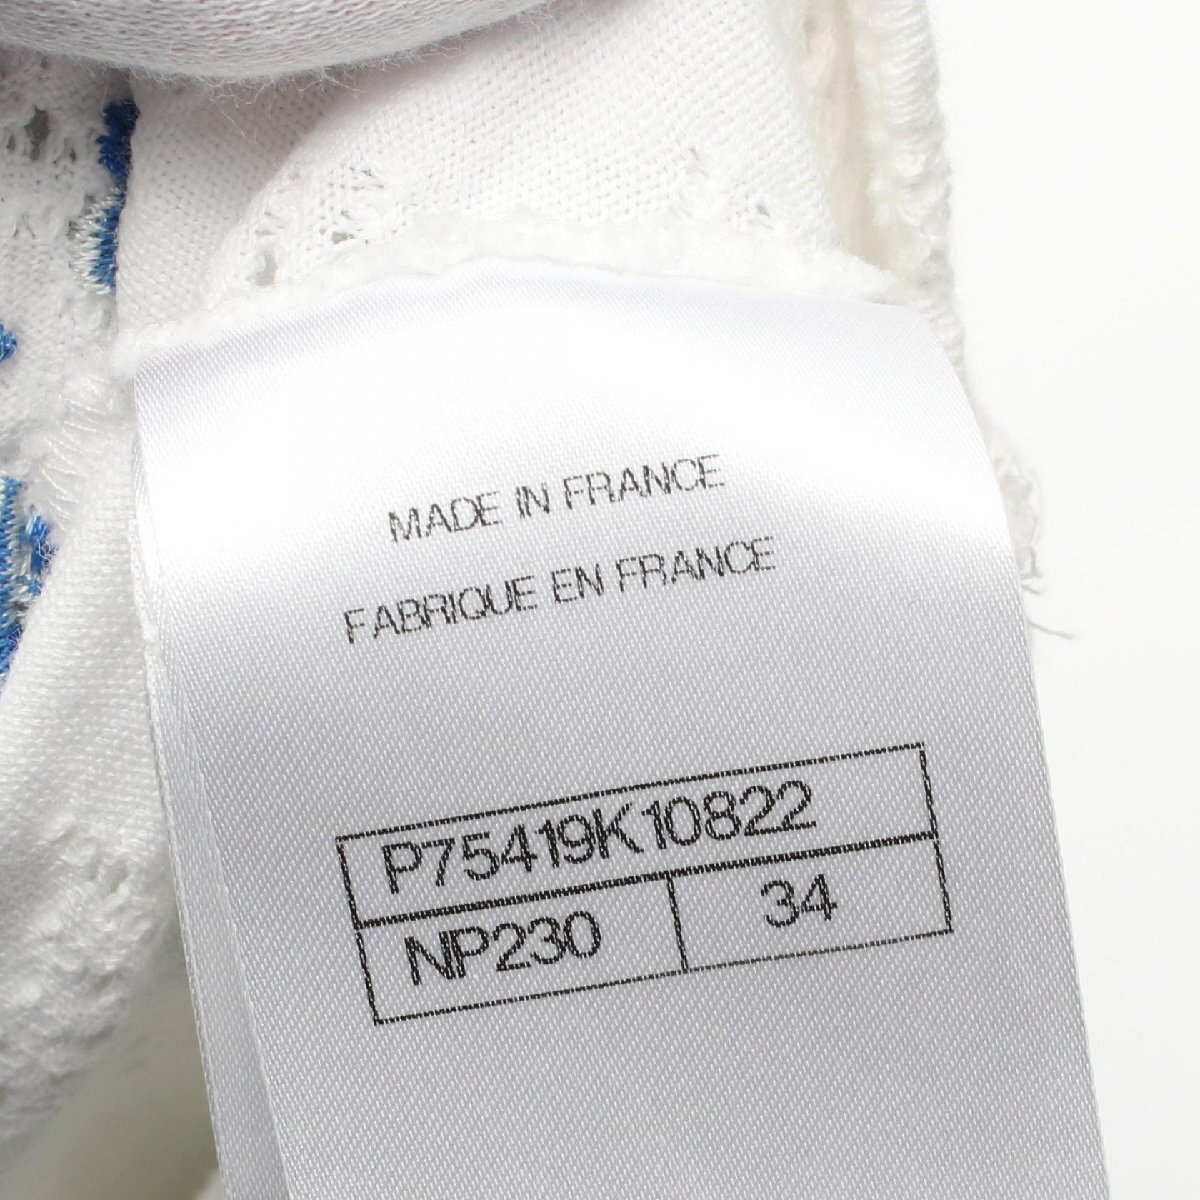 MADE IN FRANCE
FABRIQUE EN FRANCE
P75419K10822
NP230 34